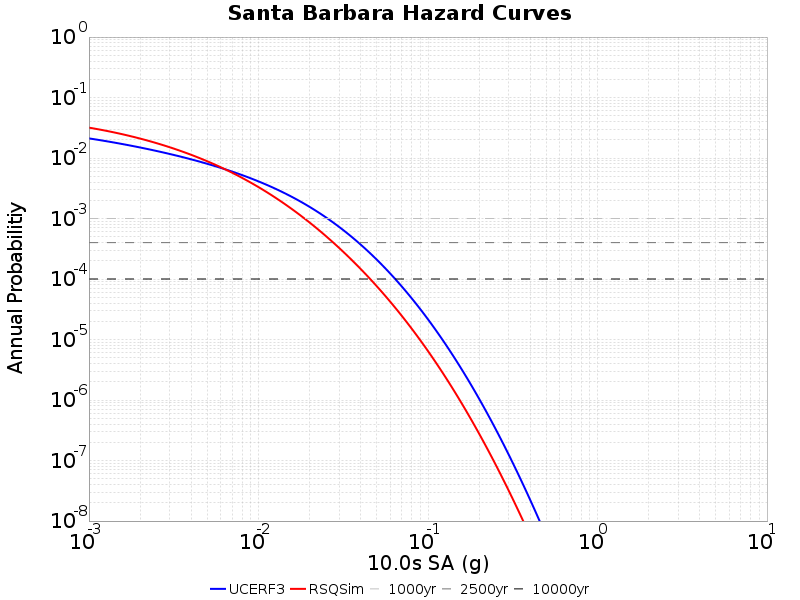 Santa Barbara Hazard Curves
10^0
10^-1
10^-2
10^-3
10^-4
10^-5
10^-6
10^-7
10^-8
Annual Probabilitiy
10^-3 10^-2 10^-1 10^0 10^1
10.0s SA (g)
UCERF3 RSQSim 1000yr 2500yr 10000yr